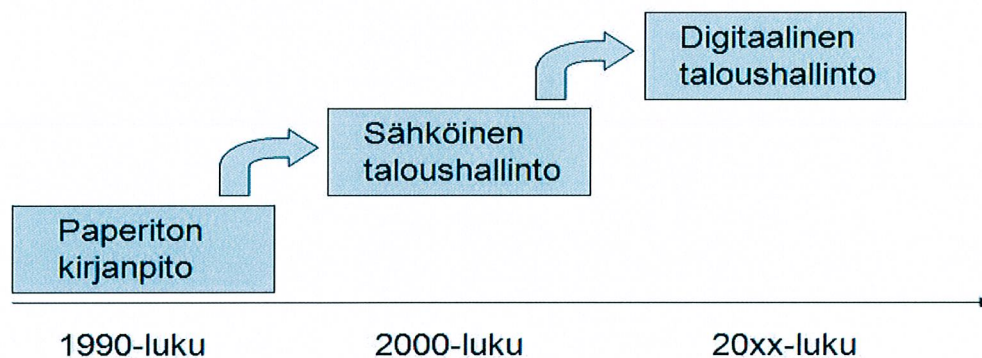 Paperiton
kirjanpito
Sähköinen
taloushallinto
Digitaalinen
taloushallinto
1990-luku
2000-luku
20xx-luku